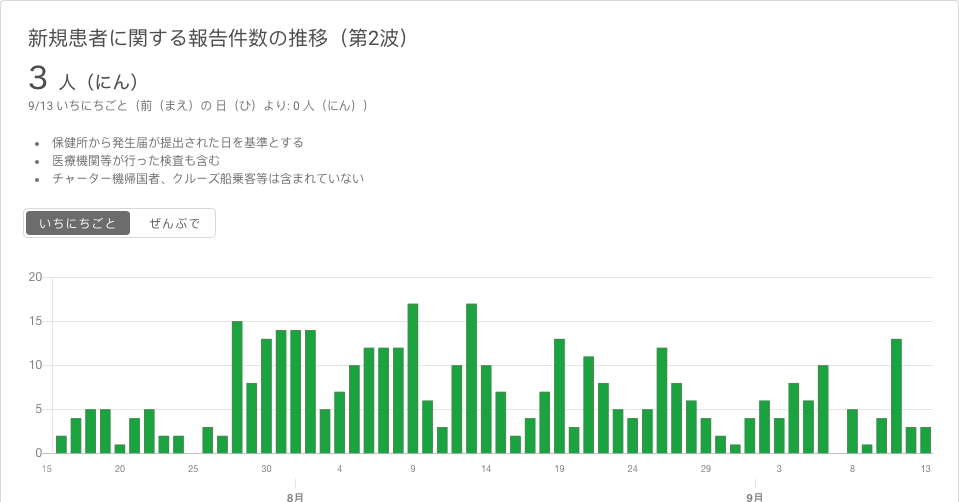 新規患者に関する報告件数の推移（第2波）
3 人（にん）
9/13 いちにちごと（前（まえ）の 日（ひ）より: 0 人（にん））
保健所から発生届が提出された日を基準とする
医療機関等が行った検査も含む
チャーター機帰国者、クルーズ船乗客等は含まれていない
いちにちごと ぜんぶで
20
15
10
5
0
15 20 25 30 4 9 14 19 24 29 3 8 13
8月 9月